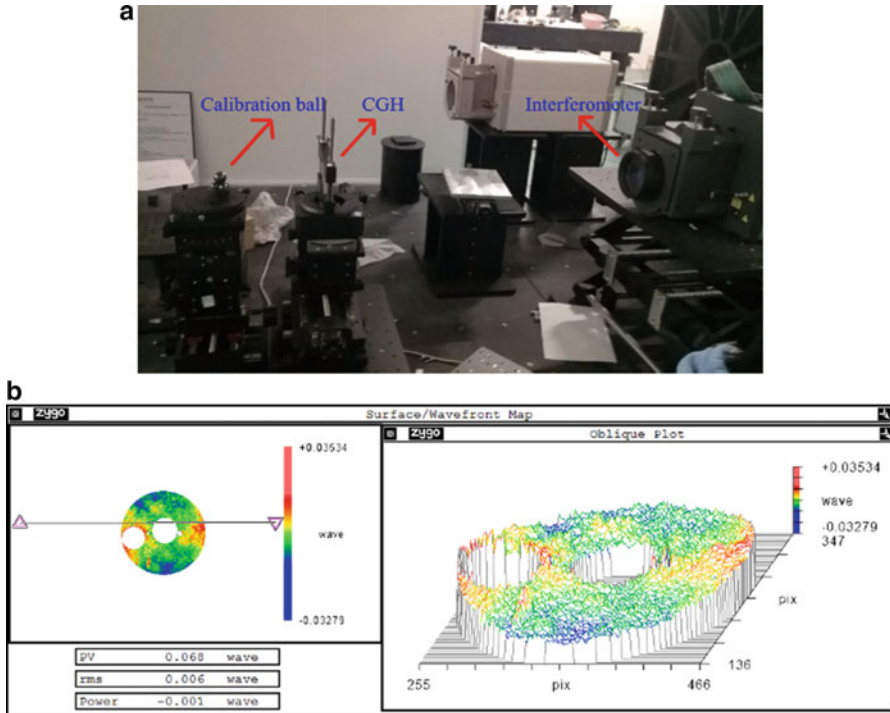 a
Calibration ball
CGH
Interferometer
b
zygo
Surface/Wavefront Map
+0.03534
wave
-0.03279
PV 0.068 wave
rms 0.006 wave
Power -0.001 wave
zygo
Oblique Plot
+0.03534
wave
-0.03279
347
pix
136
255
pix
466